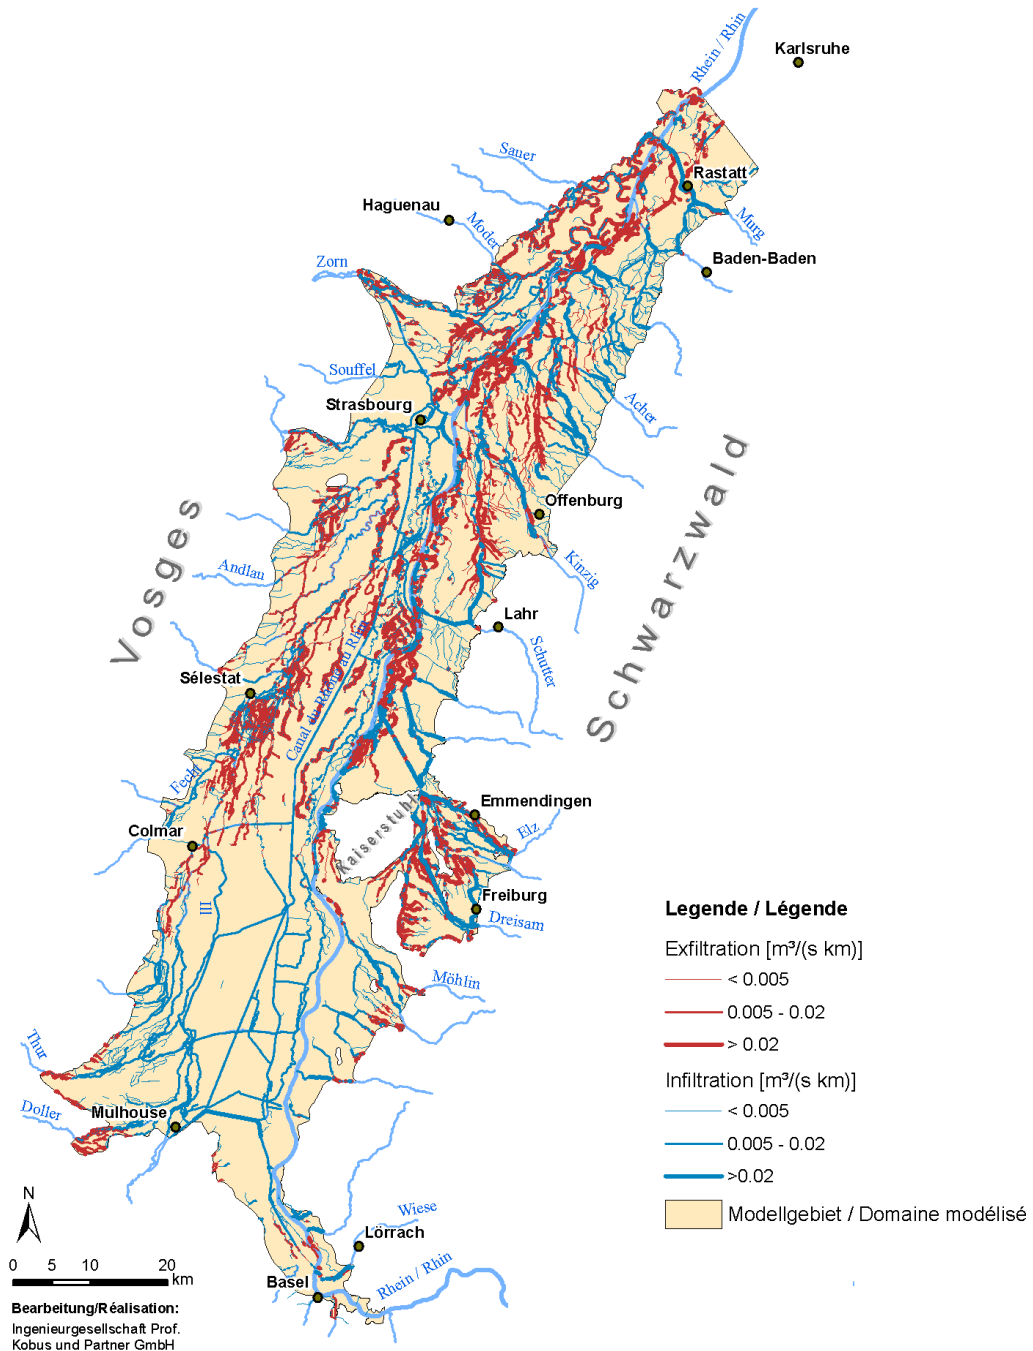 Karlsruhe
Rhein / Rhin
Sauer
Rastatt
Haguenau
Moder
Murg
Zorn
Baden-Baden
Souffel
Strasbourg
Acher
Schwarzwald
Vosges
Offenburg
Andlau
Kinzig
Lahr
Schutter
Canal du Rhône au Rhin
Sélestat
Fecht
Emmendingen
Kaiserstuhl
Elz
Colmar
Freiburg
Ill
Dreisam
Möhlin
Thur
Doller
Mulhouse
Wiese
Lörrach
Rhein / Rhin
Basel
Legende / Légende
Exfiltration [m³/(s km)]
< 0.005
0.005 - 0.02
> 0.02
Infiltration [m³/(s km)]
< 0.005
0.005 - 0.02
>0.02
Modellgebiet / Domaine modélisé
N
0 5 10 20
km
Bearbeitung/Réalisation:
Ingenieurgesellschaft Prof.
Kobus und Partner GmbH